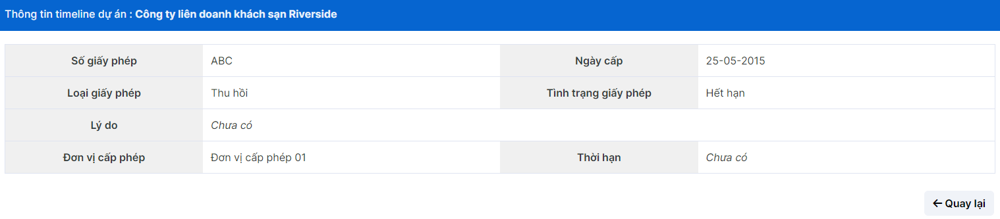 Thông tin timeline dự án : Công ty liên doanh khách sạn Riverside
Số giấy phép ABC Ngày cấp 25-05-2015
Loại giấy phép Thu hồi Tình trạng giấy phép Hết hạn
Lý do Chưa có
Đơn vị cấp phép Đơn vị cấp phép 01 Thời hạn Chưa có
← Quay lại